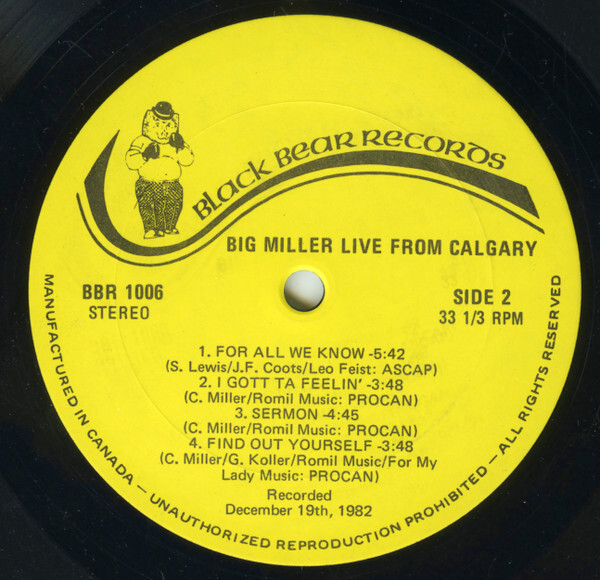 Black Bear Records
BIG MILLER LIVE FROM CALGARY
BBR 1006
STEREO
SIDE 2
33 1/3 RPM
1. FOR ALL WE KNOW -5:42
(S. Lewis/J.F. Coots/Leo Feist: ASCAP)
2. I GOTT TA FEELIN' -3:48
(C. Miller/Romil Music: PROCAN)
3. SERMON -4:45
(C. Miller/Romil Music: PROCAN)
4. FIND OUT YOURSELF -3:48
(C. Miller/G. Koller/Romil Music/For My
Lady Music: PROCAN)
Recorded
December 19th, 1982
MANUFACTURED IN CANADA – UNAUTHORIZED REPRODUCTION PROHIBITED – ALL RIGHTS RESERVED